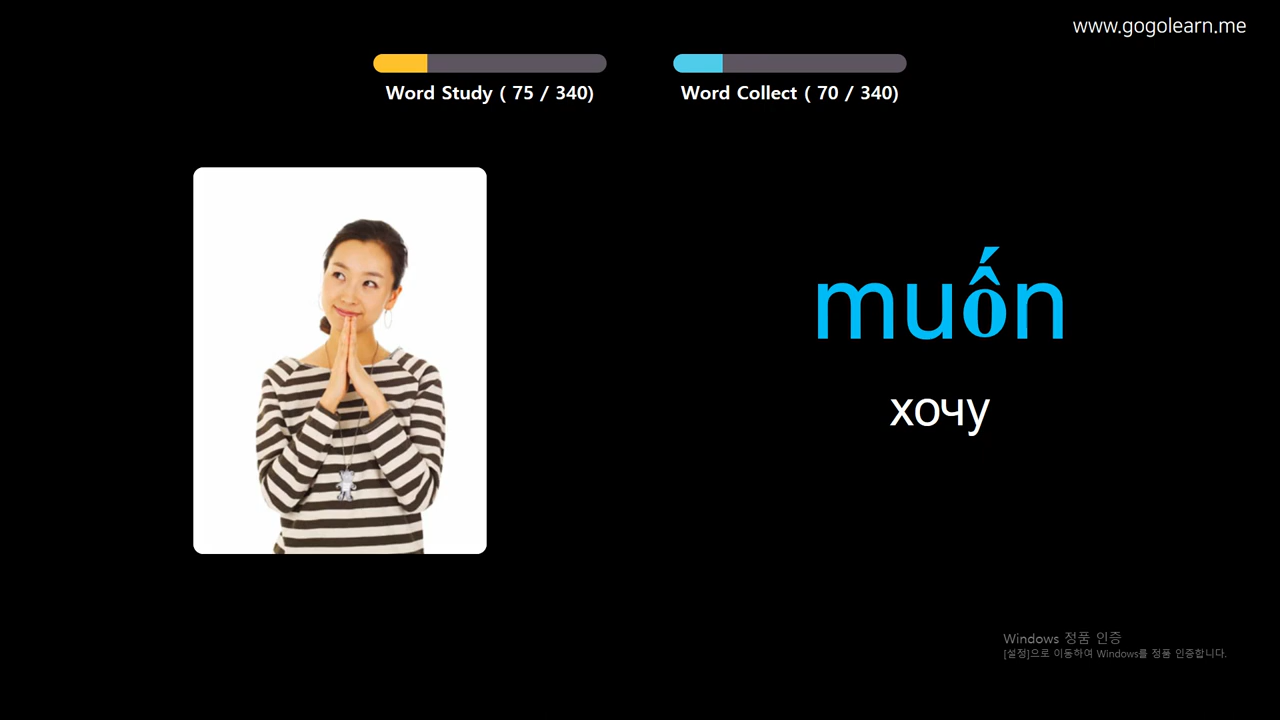 www.gogolearn.me
Word Study ( 75 / 340)
Word Collect ( 70 / 340)
muốn
хочу
Windows 정품 인증
[설정]으로 이동하여 Windows를 정품 인증합니다.